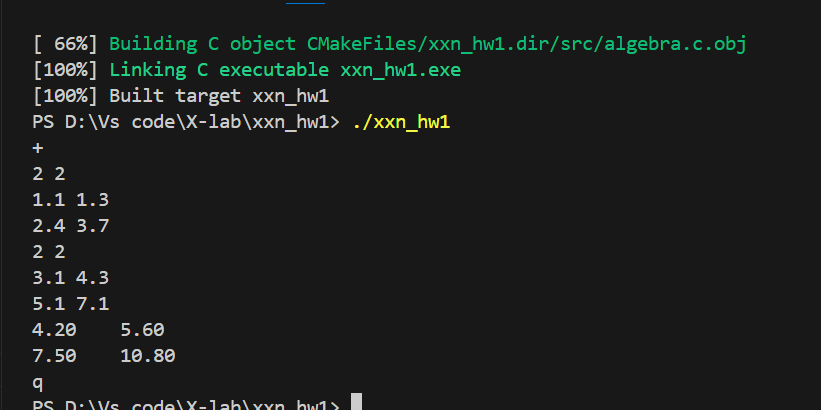 [ 66%] Building C object CMakeFiles/xxn_hw1.dir/src/algebra.c.obj
[100%] Linking C executable xxn_hw1.exe
[100%] Built target xxn_hw1
PS D:\Vs code\X-lab\xxn_hw1> ./xxn_hw1
+
2 2
1.1 1.3
2.4 3.7
2 2
3.1 4.3
5.1 7.1
4.20    5.60
7.50    10.80
q
PS D:\Vs code\X-lab\xxn_hw1>